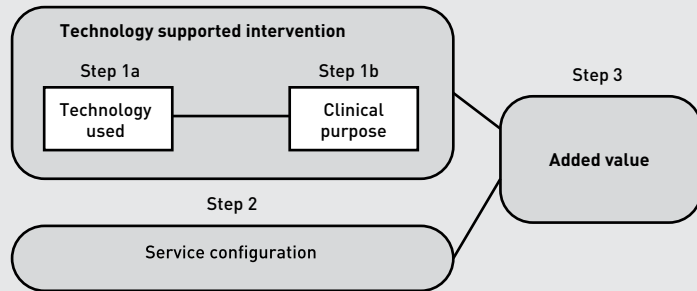 Technology supported intervention
Step 1a
Step 1b
Technology
used
Clinical
purpose
Step 2
Service configuration
Step 3
Added value